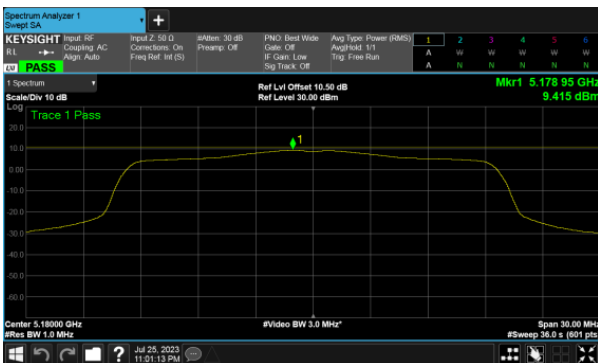 Spectrum Analyzer 1
Swept SA
+
KEYSIGHT Input: RF Input Z: 50 Ω #Atten: 30 dB PNO: Best Wide Avg Type: Power (RMS) 1 2 3 4 5 6
RL Coupling: AC Corrections: On Preamp: Off Gate: Off Avg|Hold: 1/1 A W W W W W
Align: Auto Freq Ref: Int (S) IF Gain: Low Trig: Free Run
LXI PASS Sig Track: Off A N N N N N
1 Spectrum Mkr1 5.178 95 GHz
Ref Lvl Offset 10.50 dB
Scale/Div 10 dB Ref Level 30.00 dBm 9.415 dBm
Log
Trace 1 Pass
20.0
1
10.0
0.00
-10.0
-20.0
-30.0
-40.0
-50.0
-60.0
Center 5.18000 GHz #Video BW 3.0 MHz* Span 30.00 MHz
#Res BW 1.0 MHz #Sweep 36.0 s (601 pts)
? Jul 25, 2023
11:01:13 PM